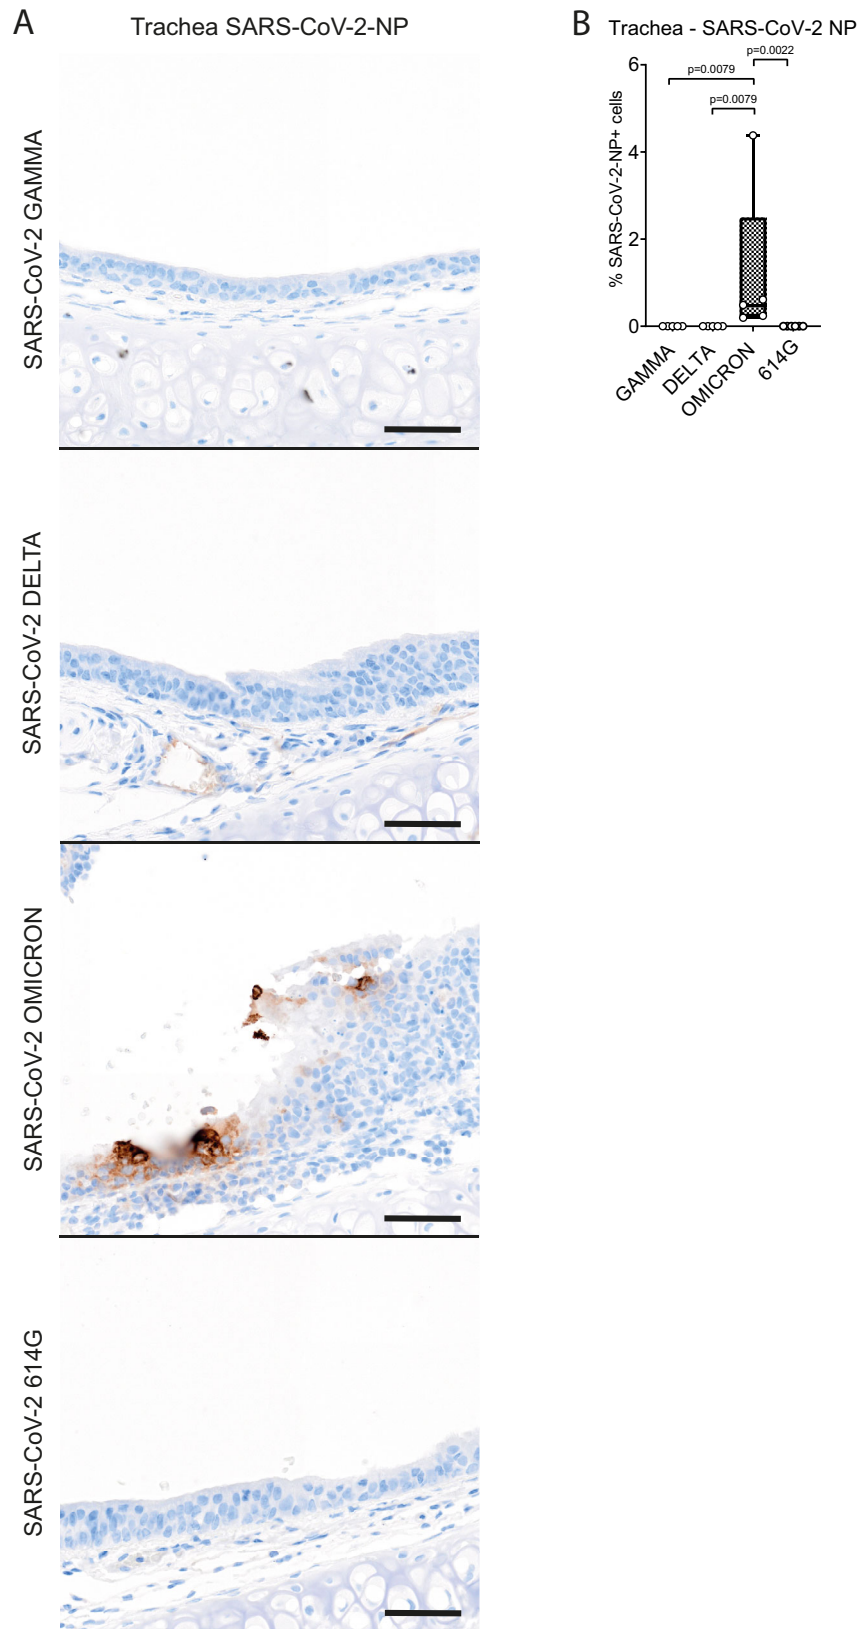 A
Trachea SARS-CoV-2-NP
SARS-CoV-2 GAMMA
SARS-CoV-2 DELTA
SARS-CoV-2 OMICRON
SARS-CoV-2 614G
B
Trachea - SARS-CoV-2 NP
p=0.0022
p=0.0079
p=0.0079
% SARS-CoV-2-NP+ cells
6
4
2
0
GAMMA
DELTA
OMICRON
614G